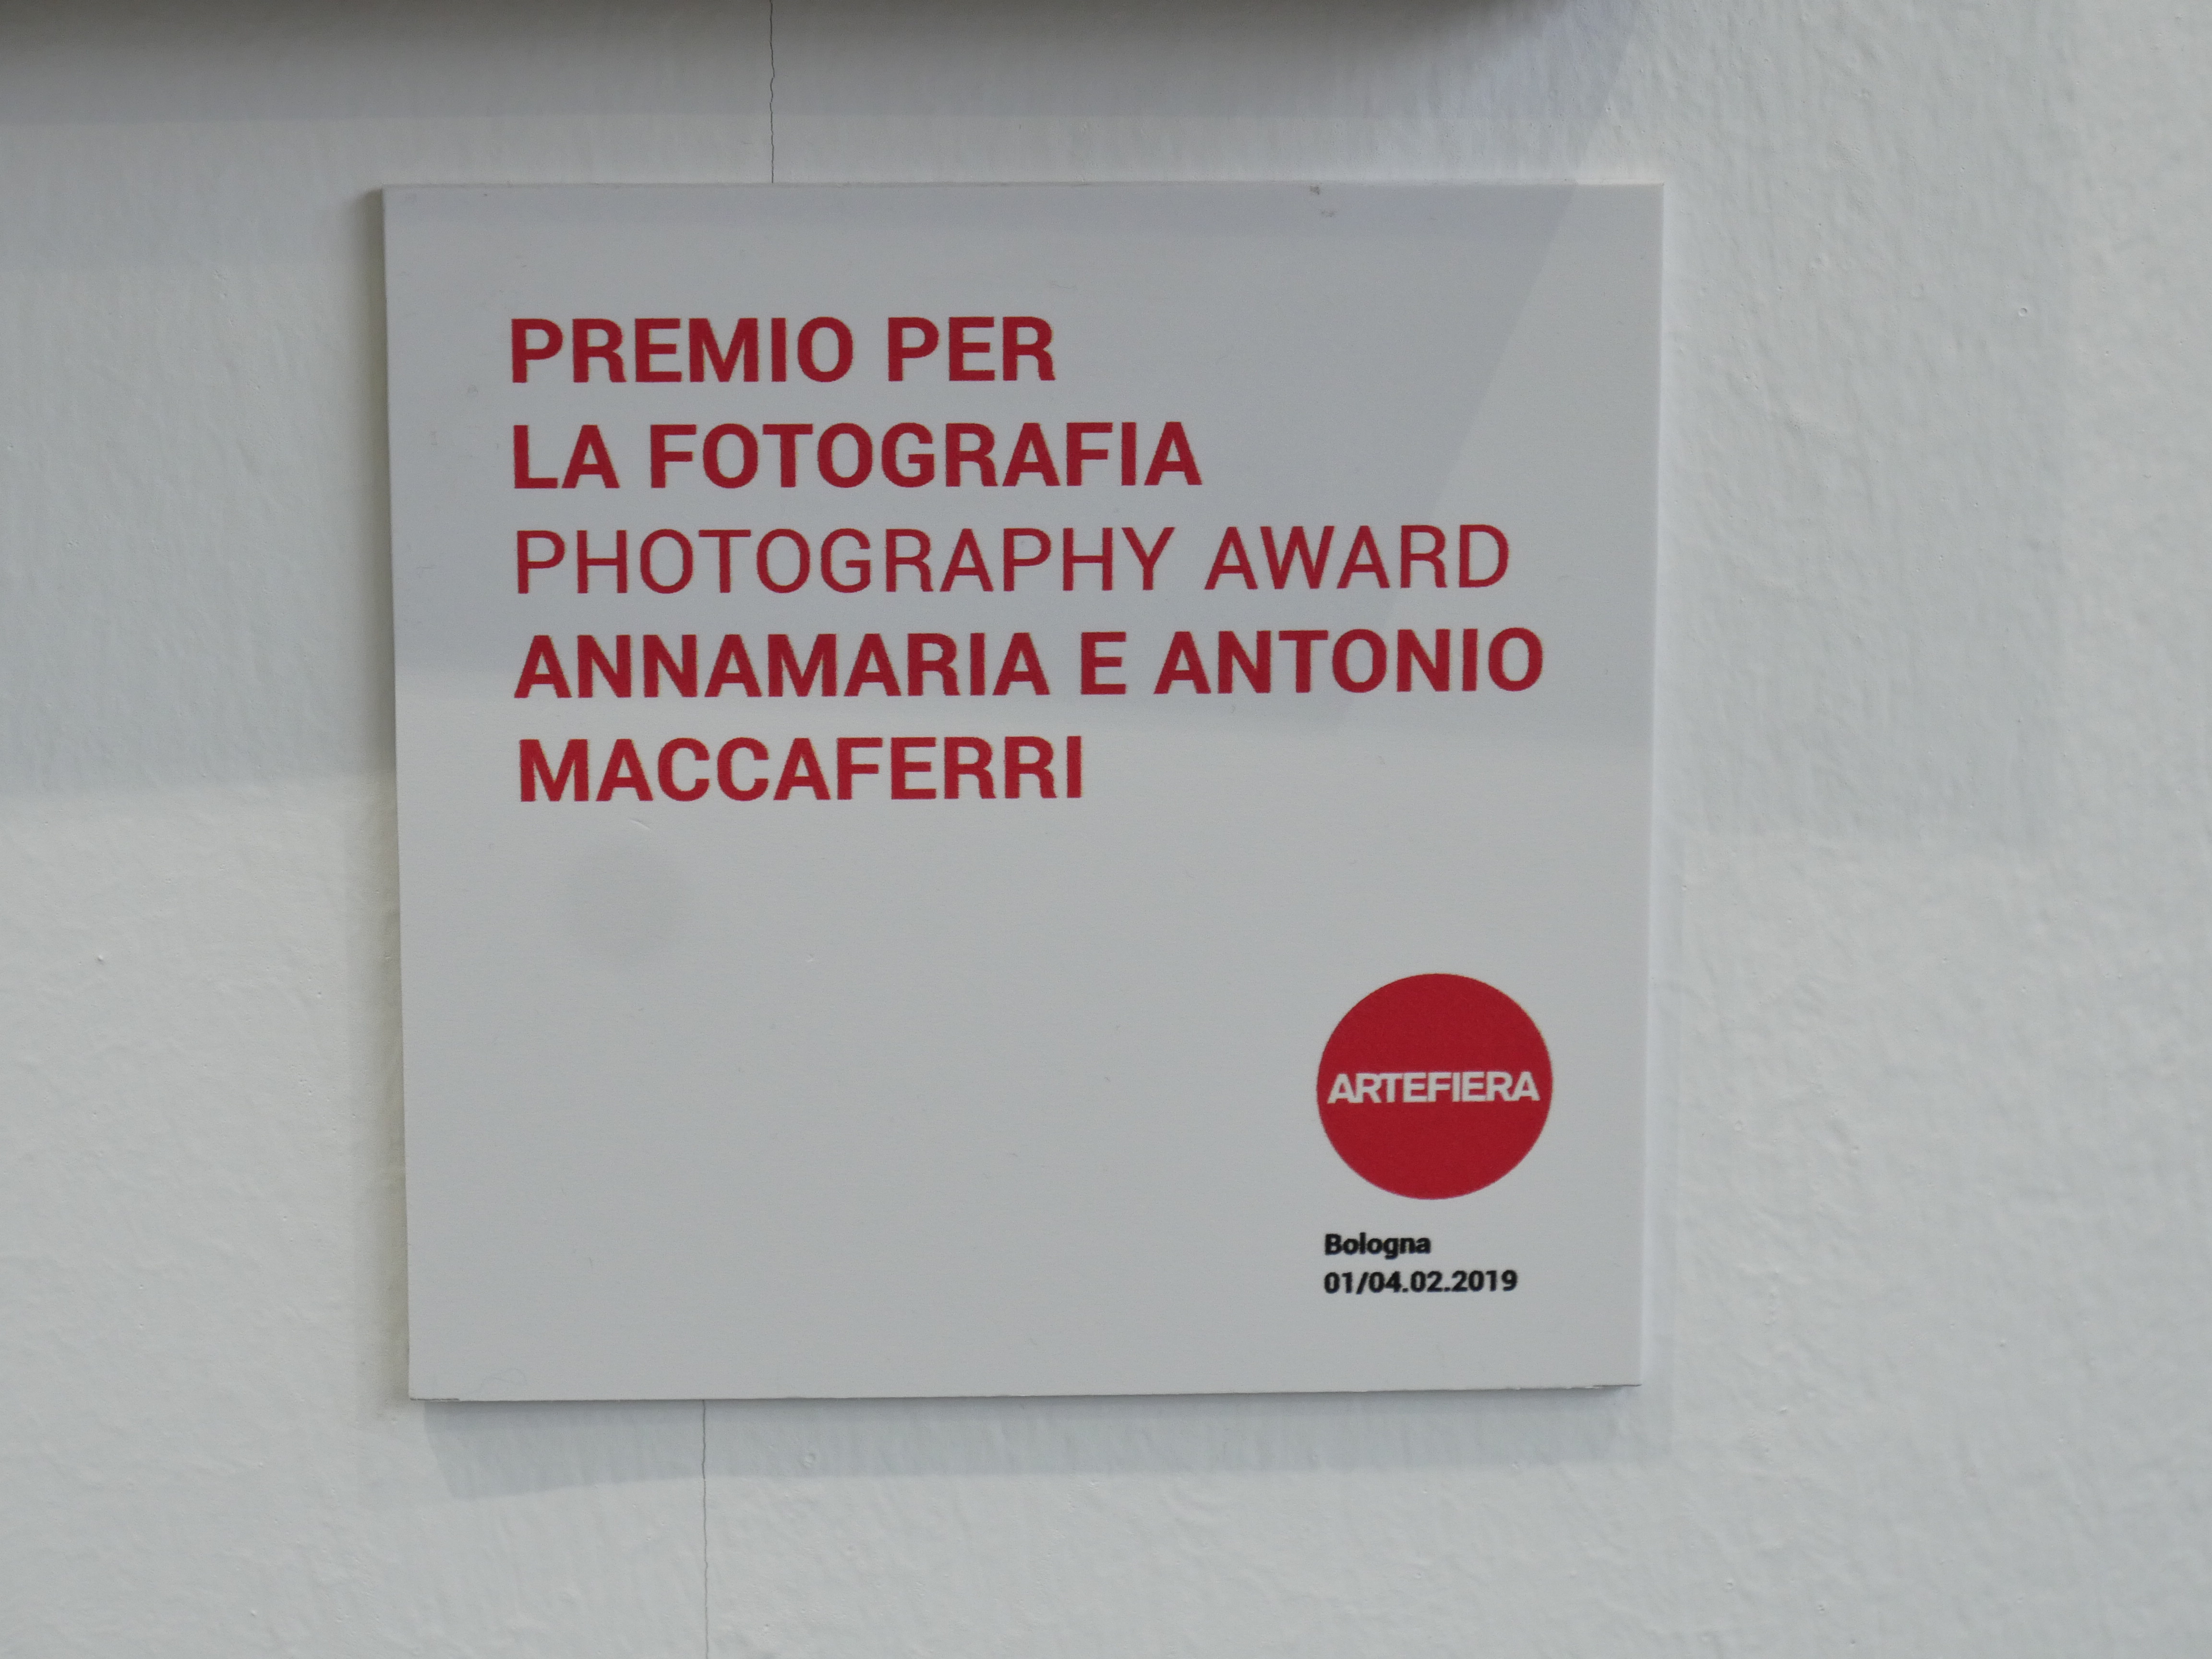 PREMIO PER
LA FOTOGRAFIA
PHOTOGRAPHY AWARD
ANNAMARIA E ANTONIO
MACCAFERRI
ARTEFIERA
Bologna
01/04.02.2019